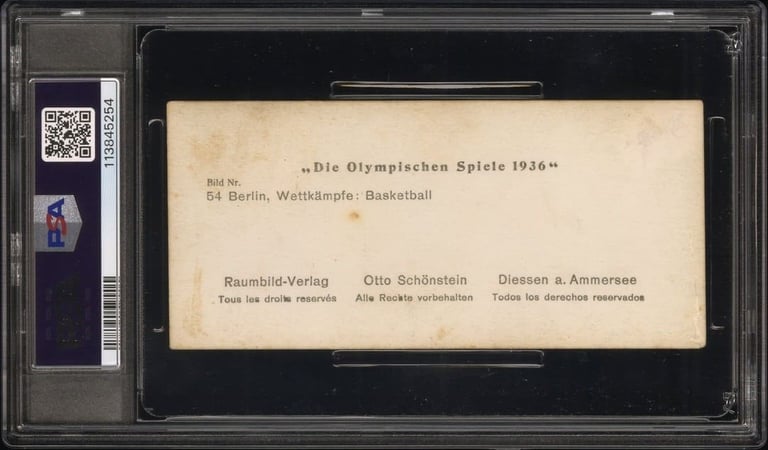 „Die Olympischen Spiele 1936“
Bild Nr.
54 Berlin, Wettkämpfe: Basketball
Raumbild-Verlag Otto Schönstein Diessen a. Ammersee
Tous les droits reservés Alle Rechte vorbehalten Todos los derechos reservados
PSA
113845254